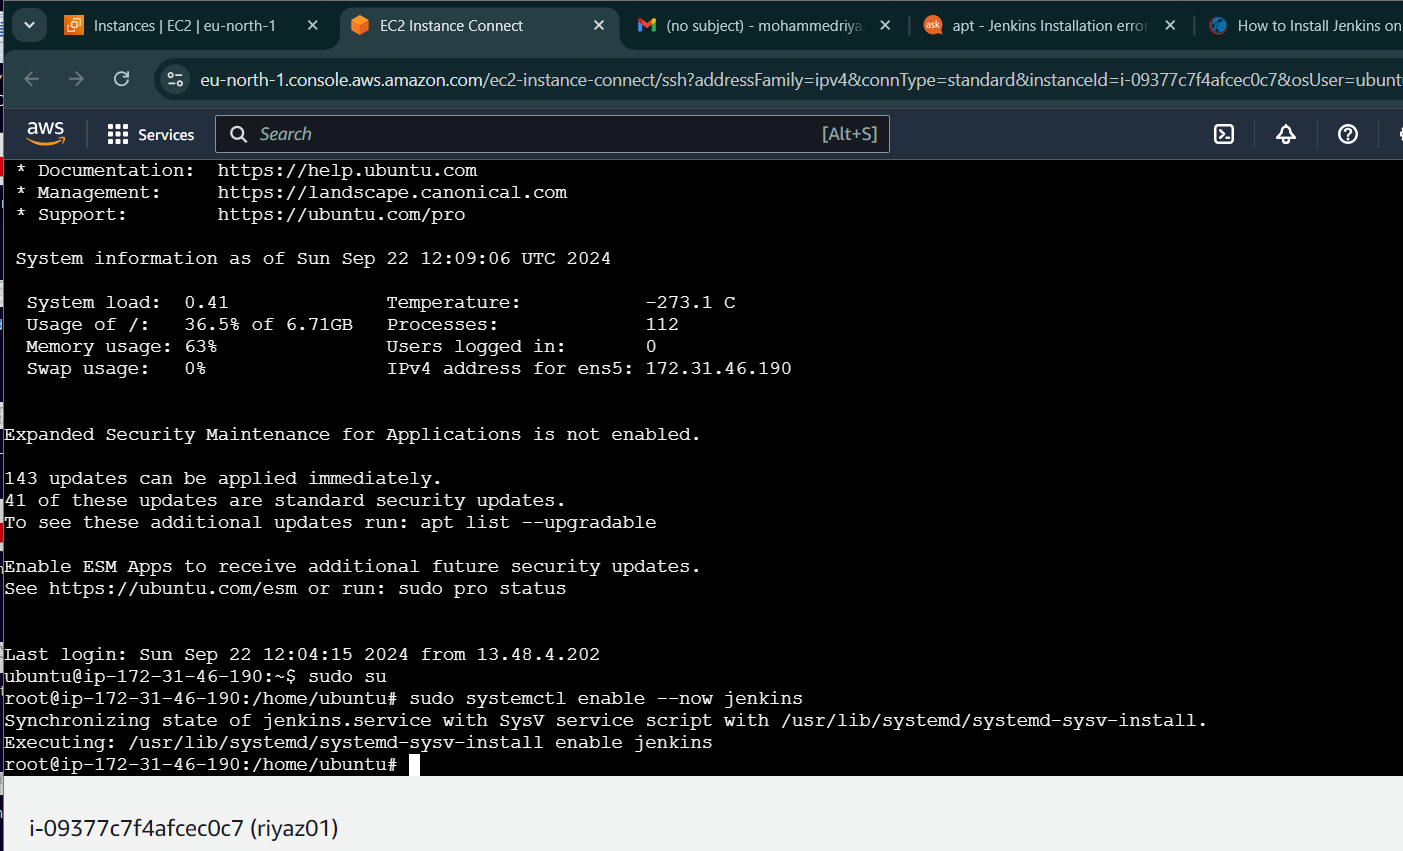 Instances | EC2 | eu-north-1
EC2 Instance Connect
(no subject) - mohammedriya
apt - Jenkins Installation error
How to Install Jenkins on
eu-north-1.console.aws.amazon.com/ec2-instance-connect/ssh?addressFamily=ipv4&connType=standard&instanceId=i-09377c7f4afcec0c7&osUser=ubunt
aws
Services
Search
[Alt+S]
* Documentation:  https://help.ubuntu.com
* Management:     https://landscape.canonical.com
* Support:        https://ubuntu.com/pro
System information as of Sun Sep 22 12:09:06 UTC 2024
System load:  0.41              Temperature:           -273.1 C
Usage of /:   36.5% of 6.71GB   Processes:             112
Memory usage: 63%               Users logged in:       0
Swap usage:   0%                IPv4 address for ens5: 172.31.46.190
Expanded Security Maintenance for Applications is not enabled.
143 updates can be applied immediately.
41 of these updates are standard security updates.
To see these additional updates run: apt list --upgradable
Enable ESM Apps to receive additional future security updates.
See https://ubuntu.com/esm or run: sudo pro status
Last login: Sun Sep 22 12:04:15 2024 from 13.48.4.202
ubuntu@ip-172-31-46-190:~$ sudo su
root@ip-172-31-46-190:/home/ubuntu# sudo systemctl enable --now jenkins
Synchronizing state of jenkins.service with SysV service script with /usr/lib/systemd/systemd-sysv-install.
Executing: /usr/lib/systemd/systemd-sysv-install enable jenkins
root@ip-172-31-46-190:/home/ubuntu#
i-09377c7f4afcec0c7 (riyaz01)